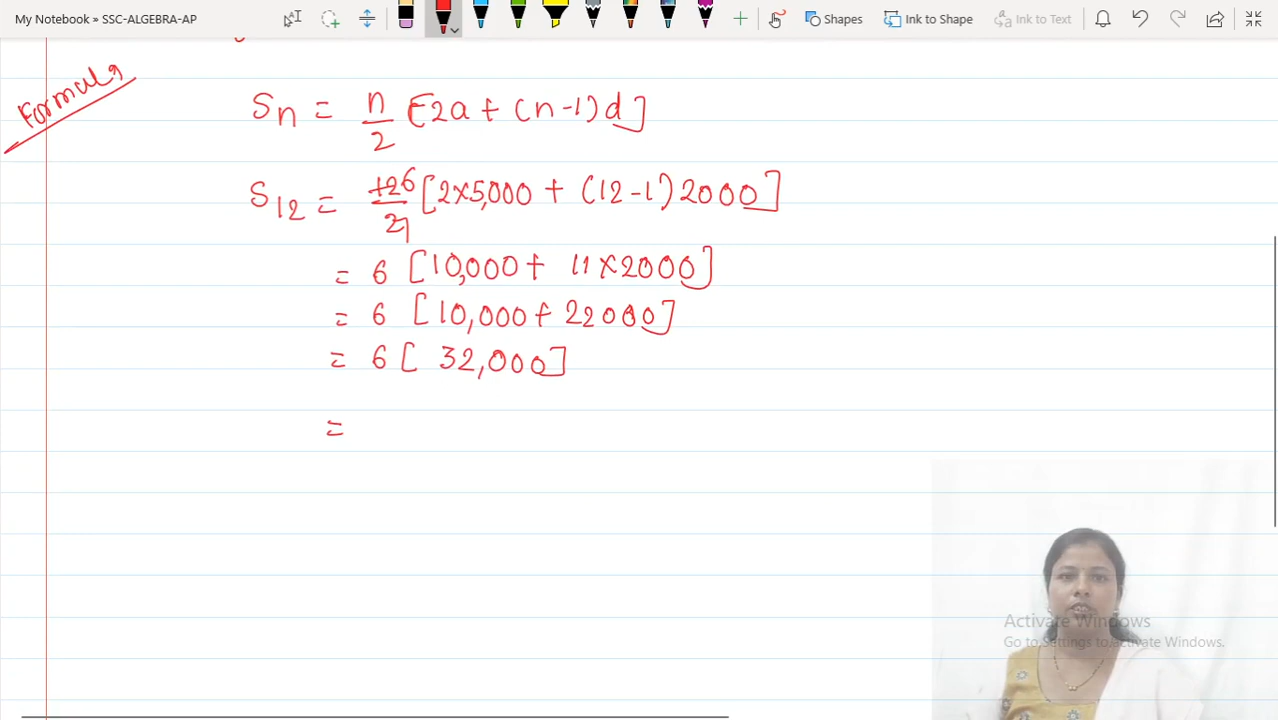 My Notebook » SSC-ALGEBRA-AP
Shapes
Ink to Shape
Ink to Text
Formula
Sn = n/2 [2a + (n-1)d]
S12 = 12 6/2 1 [2×5,000 + (12-1)2000]
= 6 [10,000 + 11×2000]
= 6 [10,000 + 22000]
= 6 [32,000]
=
Activate Windows
Go to Settings to activate Windows.